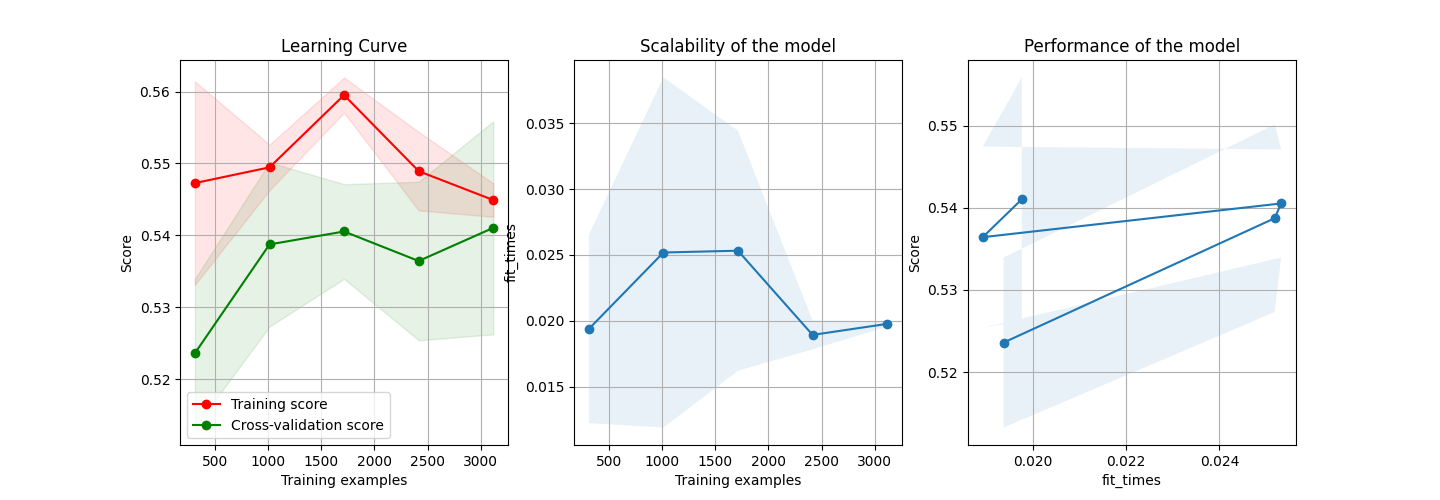 Learning Curve
Score
0.56
0.55
0.54
0.53
0.52
Training score
Cross-validation score
500 1000 1500 2000 2500 3000
Training examples
Scalability of the model
fit_times
0.035
0.030
0.025
0.020
0.015
500 1000 1500 2000 2500 3000
Training examples
Performance of the model
Score
0.55
0.54
0.53
0.52
0.020 0.022 0.024
fit_times